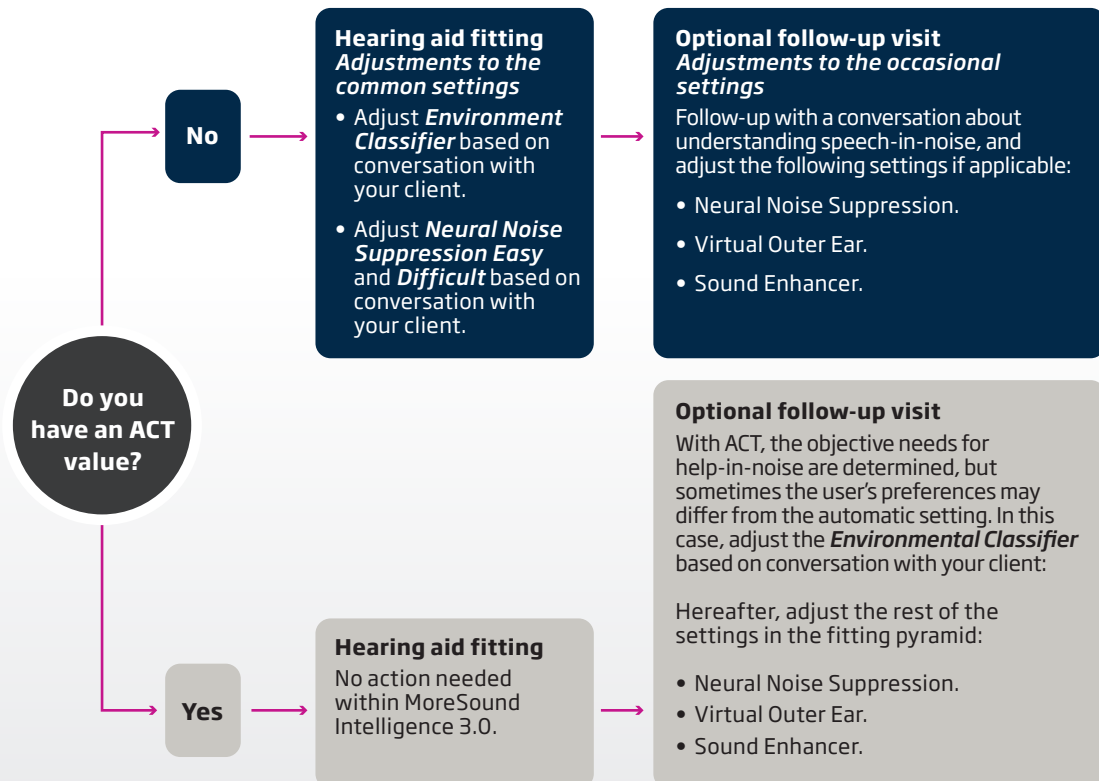 Do you
have an ACT
value?
No
Hearing aid fitting
Adjustments to the
common settings
• Adjust Environment
Classifier based on
conversation with
your client.
• Adjust Neural Noise
Suppression Easy
and Difficult based on
conversation with
your client.
Optional follow-up visit
Adjustments to the occasional
settings
Follow-up with a conversation about
understanding speech-in-noise, and
adjust the following settings if applicable:
• Neural Noise Suppression.
• Virtual Outer Ear.
• Sound Enhancer.
Yes
Hearing aid fitting
No action needed
within MoreSound
Intelligence 3.0.
Optional follow-up visit
With ACT, the objective needs for
help-in-noise are determined, but
sometimes the user's preferences may
differ from the automatic setting. In this
case, adjust the Environmental Classifier
based on conversation with your client:
Hereafter, adjust the rest of the
settings in the fitting pyramid:
• Neural Noise Suppression.
• Virtual Outer Ear.
• Sound Enhancer.